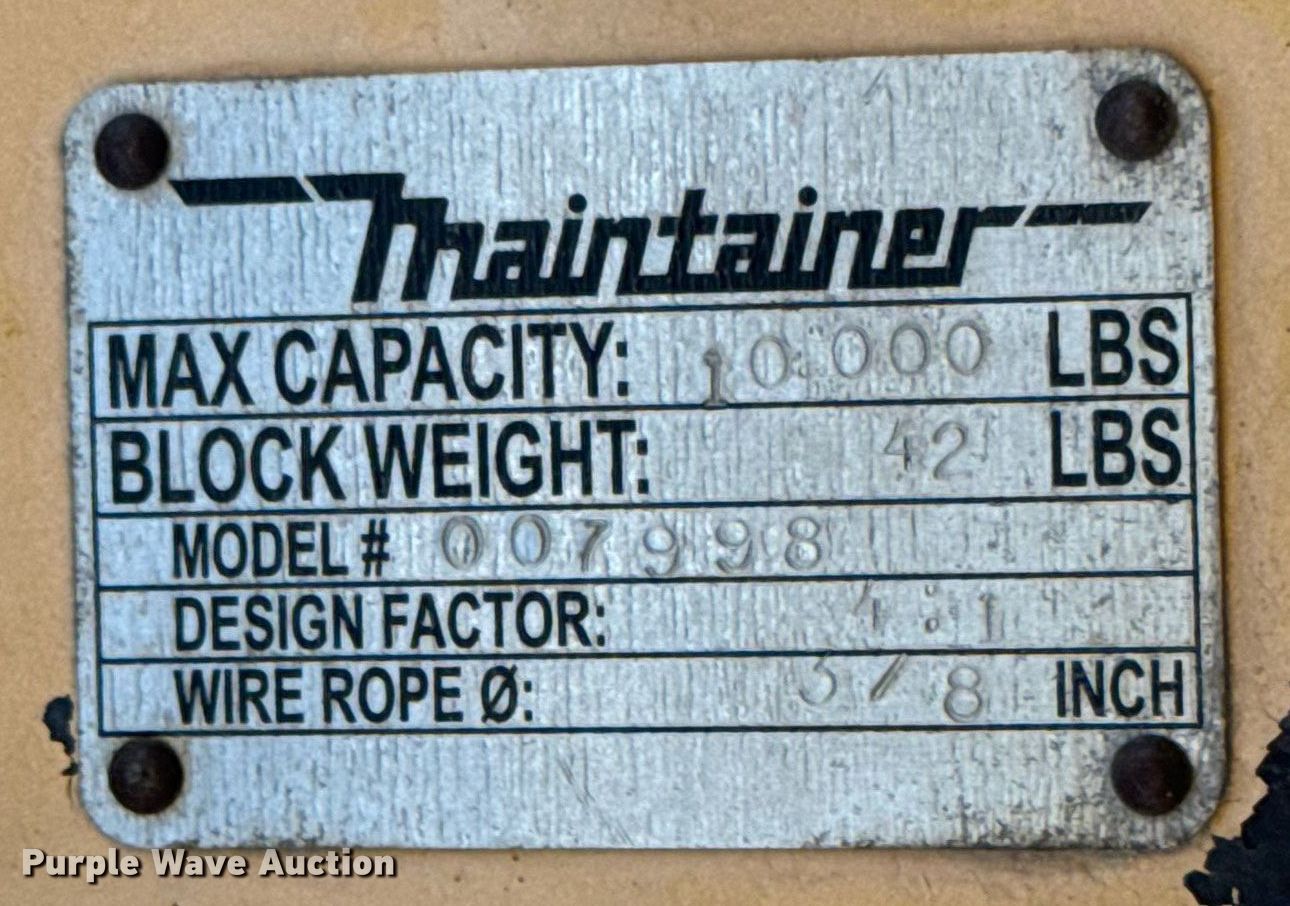 Maintainer
MAX CAPACITY: 10,000 LBS
BLOCK WEIGHT: 42 LBS
MODEL # 007998
DESIGN FACTOR: 4:1
WIRE ROPE Ø: 3/8 INCH
Purple Wave Auction